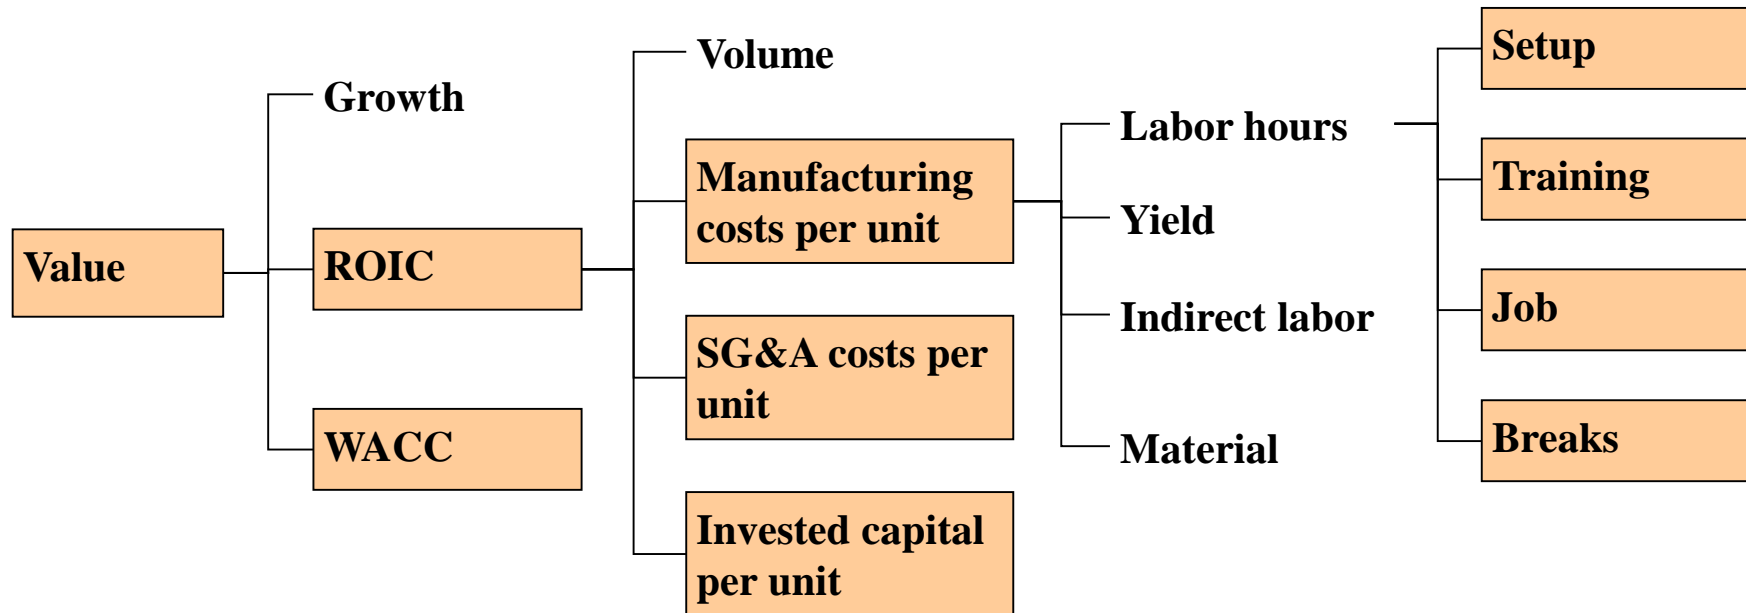 Value
Growth
ROIC
WACC
Volume
Manufacturing
costs per unit
SG&A costs per
unit
Invested capital
per unit
Labor hours
Yield
Indirect labor
Material
Setup
Training
Job
Breaks